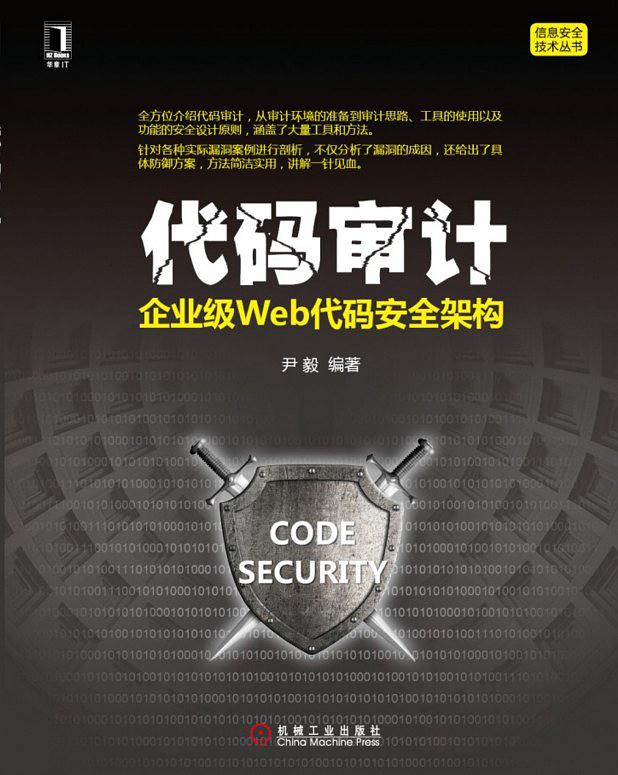 HZ Books
华章IT
信息安全
技术丛书
全方位介绍代码审计，从审计环境的准备到审计思路、工具的使用以及
功能的安全设计原则，涵盖了大量工具和方法。
针对各种实际漏洞案例进行剖析，不仅分析了漏洞的成因，还给出了具
体防御方案，方法简洁实用，讲解一针见血。
代码审计
企业级Web代码安全架构
尹毅 编著
CODE
SECURITY
机械工业出版社
China Machine Press